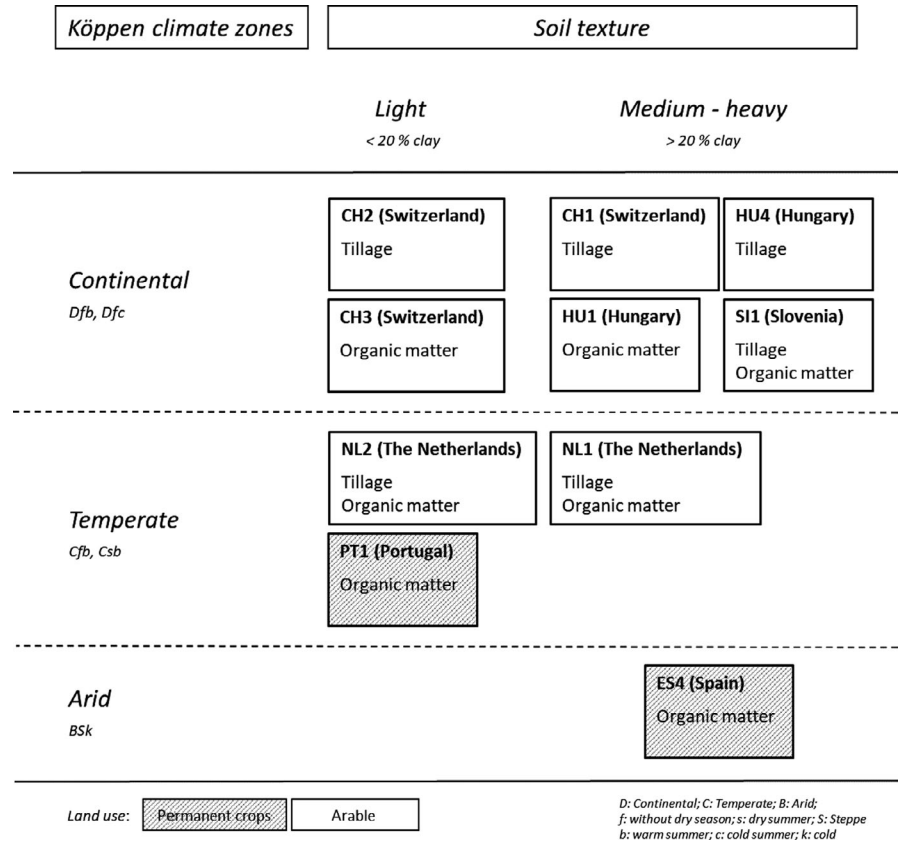 Köppen climate zones
Soil texture
Light
< 20 % clay
Medium - heavy
> 20 % clay
Continental
Dfb, Dfc
CH2 (Switzerland)
Tillage
CH1 (Switzerland)
Tillage
HU4 (Hungary)
Tillage
CH3 (Switzerland)
Organic matter
HU1 (Hungary)
Organic matter
SI1 (Slovenia)
Tillage
Organic matter
Temperate
Cfb, Csb
NL2 (The Netherlands)
Tillage
Organic matter
NL1 (The Netherlands)
Tillage
Organic matter
PT1 (Portugal)
Organic matter
Arid
BSk
ES4 (Spain)
Organic matter
Land use:
Permanent crops
Arable
D: Continental; C: Temperate; B: Arid;
f: without dry season; s: dry summer; S: Steppe
b: warm summer; c: cold summer; k: cold